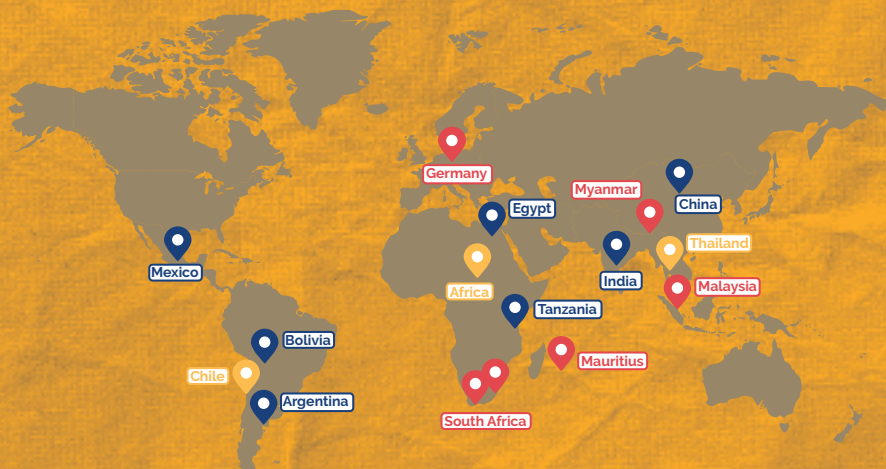 Germany
Myanmar
China
Egypt
Thailand
Mexico
India
Africa
Malaysia
Tanzania
Bolivia
Mauritius
Chile
Argentina
South Africa